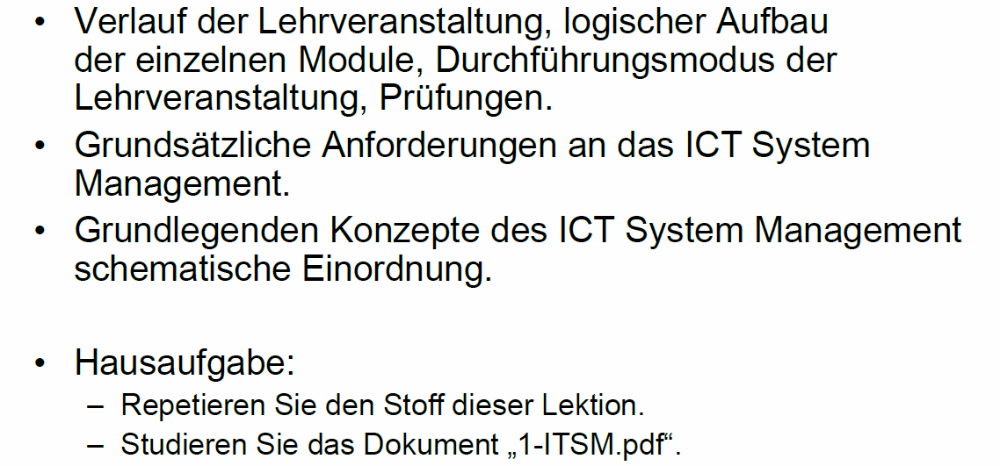 • Verlauf der Lehrveranstaltung, logischer Aufbau
der einzelnen Module, Durchführungsmodus der
Lehrveranstaltung, Prüfungen.
• Grundsätzliche Anforderungen an das ICT System
Management.
• Grundlegenden Konzepte des ICT System Management
schematische Einordnung.
• Hausaufgabe:
– Repetieren Sie den Stoff dieser Lektion.
– Studieren Sie das Dokument „1-ITSM.pdf“.